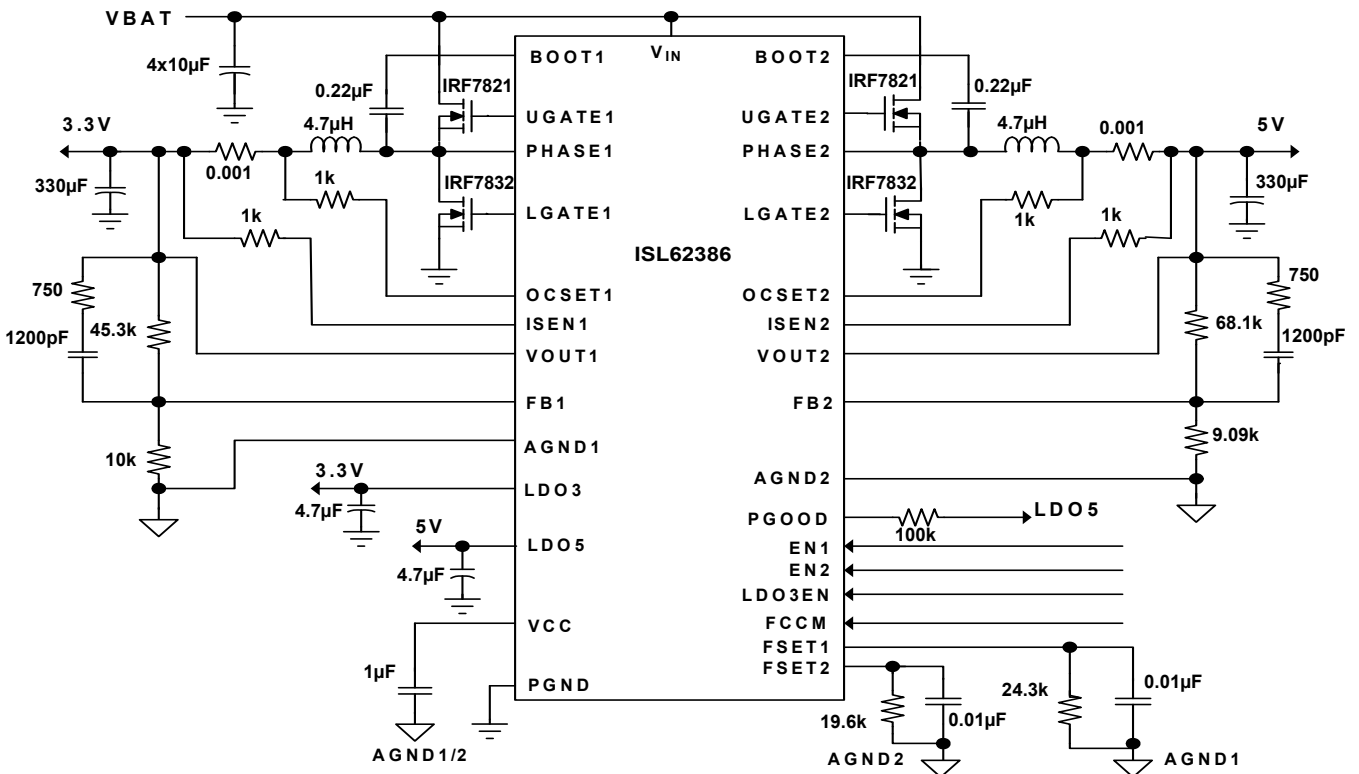 VBAT
4x10µF
BOOT1
VIN
BOOT2
IRF7821
IRF7821
0.22µF
0.22µF
UGATE1
UGATE2
3.3V
4.7µH
4.7µH
0.001
5V
PHASE1
PHASE2
0.001
330µF
1k
IRF7832
IRF7832
1k
330µF
1k
LGATE1
LGATE2
1k
ISL62386
750
OCSET1
OCSET2
750
1200pF
45.3k
ISEN1
ISEN2
68.1k
1200pF
VOUT1
VOUT2
FB1
FB2
10k
AGND1
9.09k
3.3V
LDO3
AGND2
4.7µF
PGOOD
100k
LDO5
5V
LDO5
EN1
4.7µF
EN2
LDO3EN
VCC
FCCM
FSET1
1µF
FSET2
PGND
24.3k
0.01µF
19.6k
0.01µF
AGND1/2
AGND2
AGND1